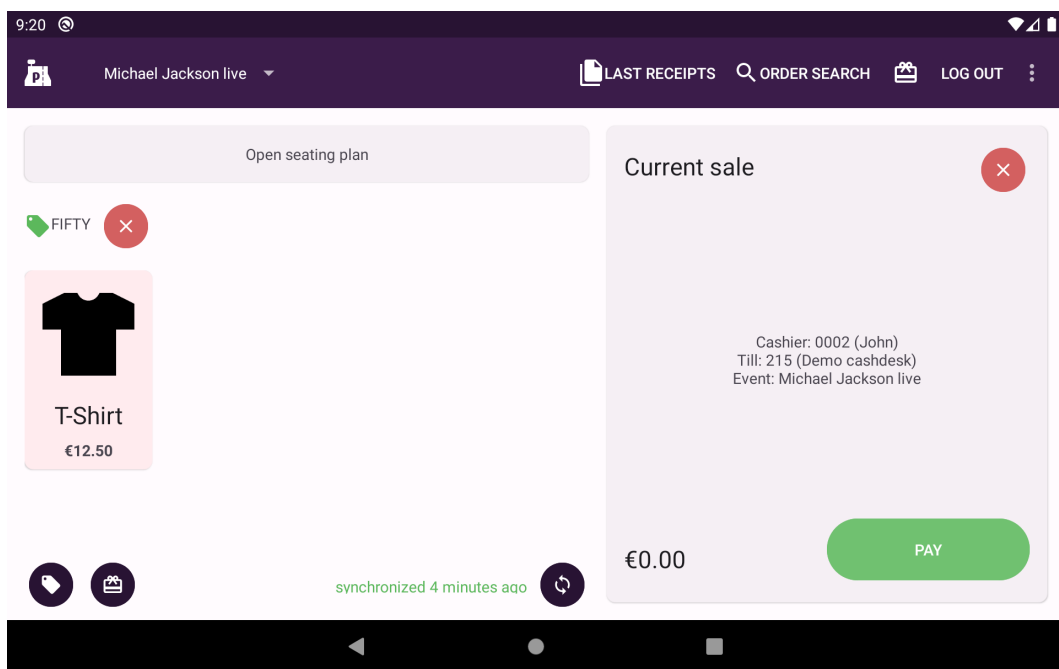 9:20
Michael Jackson live
LAST RECEIPTS
ORDER SEARCH
LOG OUT
Open seating plan
FIFTY
T-Shirt
€12.50
synchronized 4 minutes ago
Current sale
Cashier: 0002 (John)
Till: 215 (Demo cashdesk)
Event: Michael Jackson live
€0.00
PAY